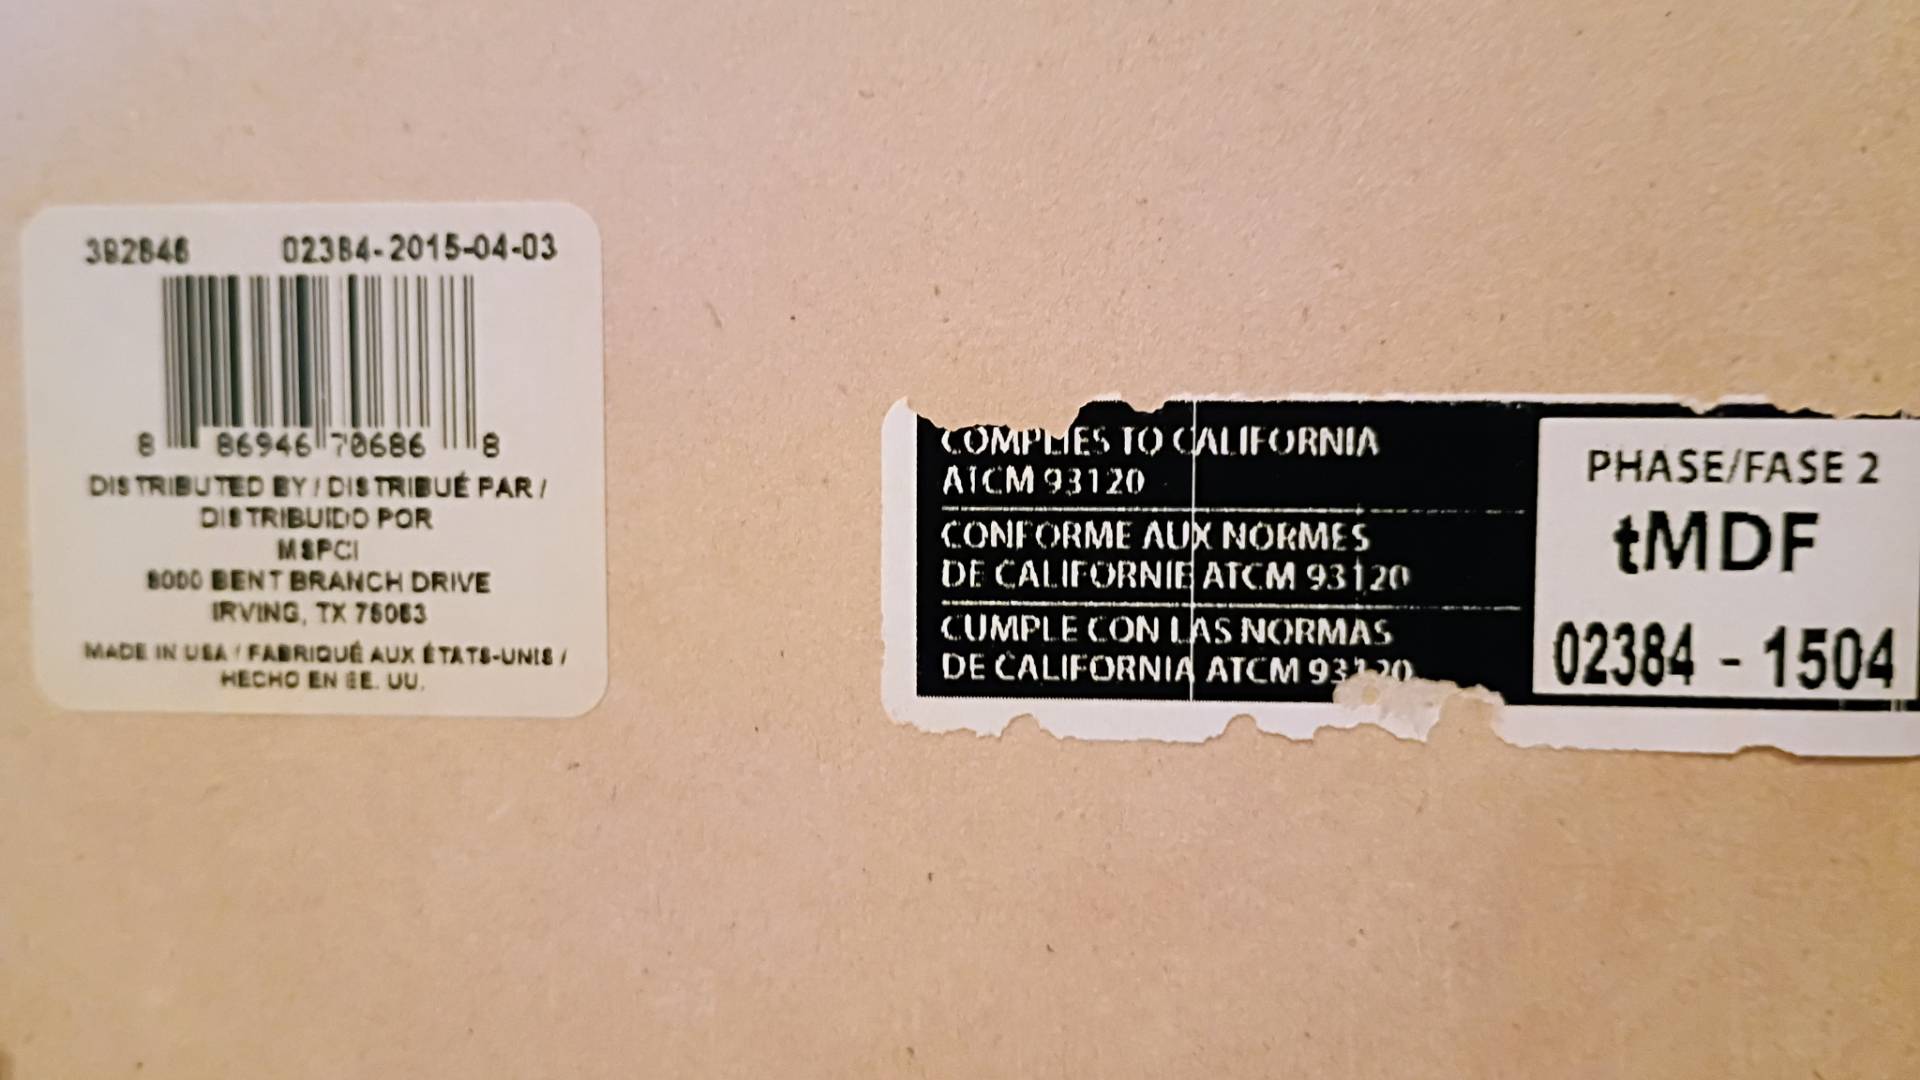 382846 02384-2015-04-03
8 86946 70686 8
DISTRIBUTED BY / DISTRIBUÉ PAR /
DISTRIBUIDO POR
MSPCI
8000 BENT BRANCH DRIVE
IRVING, TX 75063
MADE IN USA / FABRIQUÉ AUX ÉTATS-UNIS /
HECHO EN EE. UU.
COMPLIES TO CALIFORNIA
ATCM 93120
CONFORME AUX NORMES
DE CALIFORNIE ATCM 93120
CUMPLE CON LAS NORMAS
DE CALIFORNIA ATCM 93120
PHASE/FASE 2
tMDF
02384 - 1504